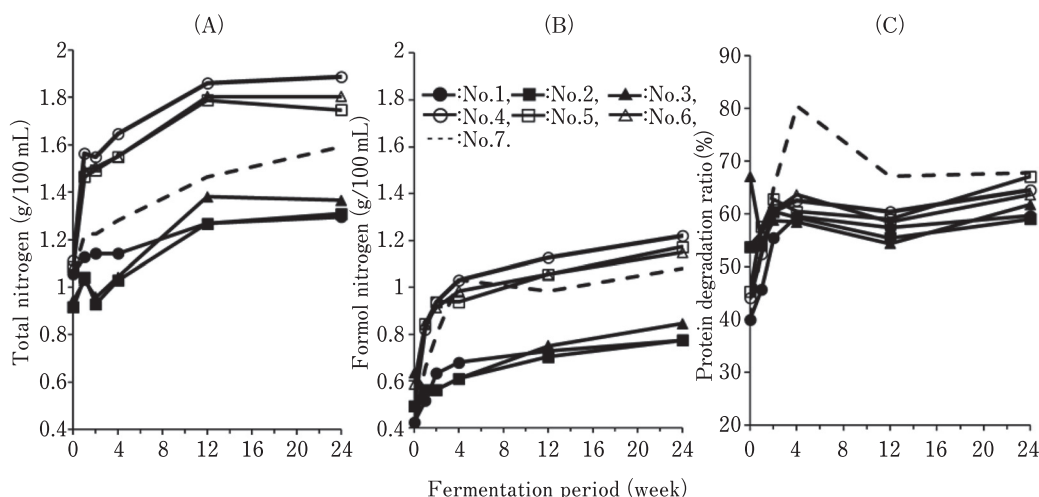 (A)
(B)
(C)
Total nitrogen (g/100 mL)
2
1.8
1.6
1.4
1.2
1
0.8
0.6
0.4
0 4 8 12 16 20 24
Formol nitrogen (g/100 mL)
2
1.8
1.6
1.4
1.2
1
0.8
0.6
0.4
:No.1, :No.2, :No.3,
:No.4, :No.5, :No.6,
:No.7.
0 4 8 12 16 20 24
Protein degradation ratio (%)
90
80
70
60
50
40
30
20
0 4 8 12 16 20 24
Fermentation period (week)